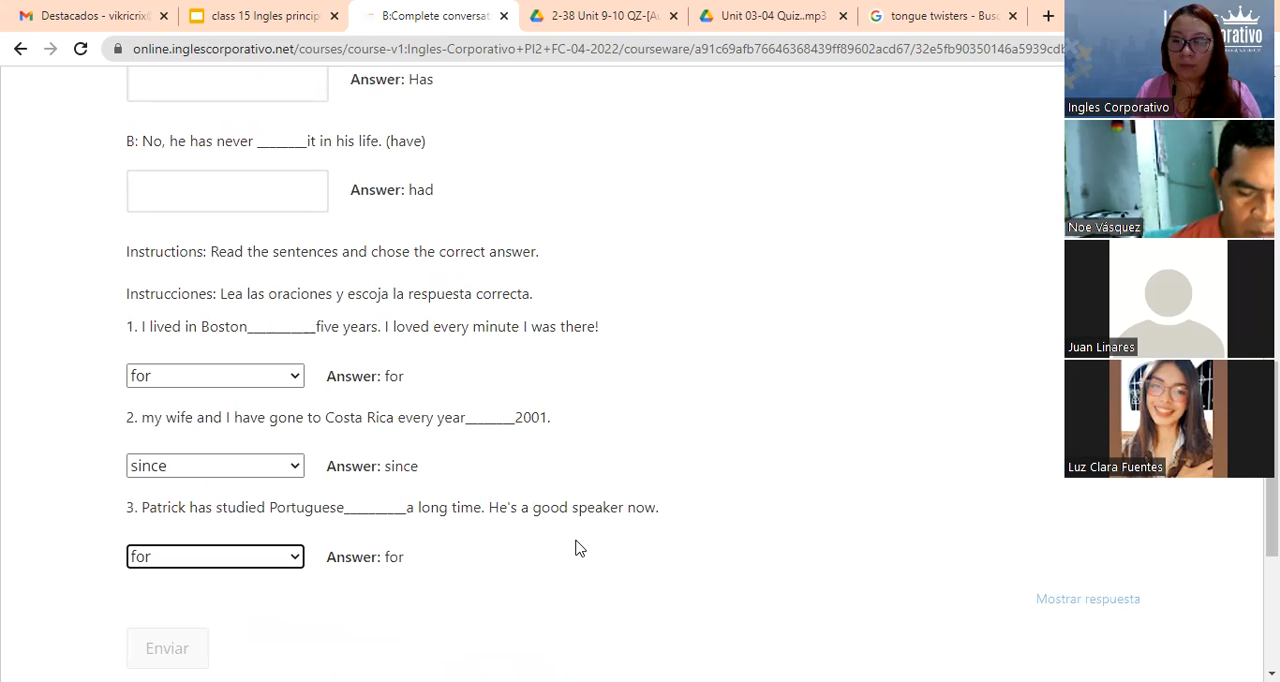 Destacados - vikricrix@
class 15 Ingles princip
B:Complete conversat
2-38 Unit 9-10 QZ-[Au
Unit 03-04 Quiz..mp3
tongue twisters - Busc
online.inglescorporativo.net/courses/course-v1:Ingles-Corporativo+PI2+FC-04-2022/courseware/a91c69afb76646368439ff89602acd67/32e5fb90350146a5939cdb
Ingles Corporativo
Answer: Has
B: No, he has never ________it in his life. (have)
Answer: had
Noe Vásquez
Instructions: Read the sentences and chose the correct answer.
Instrucciones: Lea las oraciones y escoja la respuesta correcta.
1. I lived in Boston___________five years. I loved every minute I was there!
Juan Linares
for Answer: for
2. my wife and I have gone to Costa Rica every year________2001.
since Answer: since
Luz Clara Fuentes
3. Patrick has studied Portuguese__________a long time. He's a good speaker now.
for Answer: for
Mostrar respuesta
Enviar